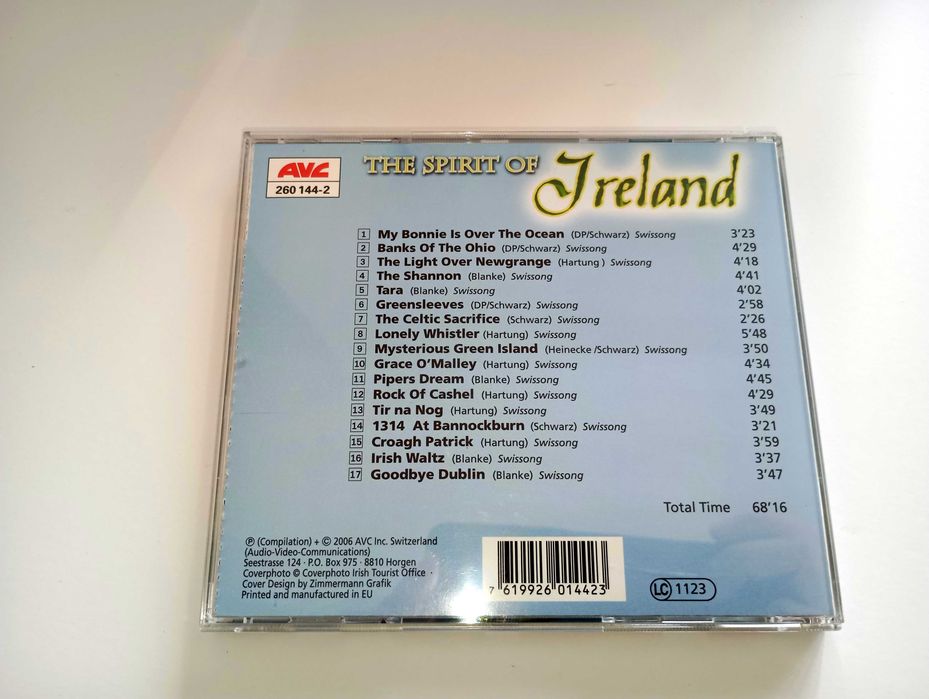 AVC
260 144-2
THE SPIRIT OF Ireland
1 My Bonnie Is Over The Ocean (DP/Schwarz) Swissong 3'23
2 Banks Of The Ohio (DP/Schwarz) Swissong 4'29
3 The Light Over Newgrange (Hartung ) Swissong 4'18
4 The Shannon (Blanke) Swissong 4'41
5 Tara (Blanke) Swissong 4'02
6 Greensleeves (DP/Schwarz) Swissong 2'58
7 The Celtic Sacrifice (Schwarz) Swissong 2'26
8 Lonely Whistler (Hartung) Swissong 5'48
9 Mysterious Green Island (Heinecke /Schwarz) Swissong 3'50
10 Grace O'Malley (Hartung) Swissong 4'34
11 Pipers Dream (Blanke) Swissong 4'45
12 Rock Of Cashel (Hartung) Swissong 4'29
13 Tir na Nog (Hartung) Swissong 3'49
14 1314 At Bannockburn (Schwarz) Swissong 3'21
15 Croagh Patrick (Hartung) Swissong 3'59
16 Irish Waltz (Blanke) Swissong 3'37
17 Goodbye Dublin (Blanke) Swissong 3'47
Total Time 68'16
℗ (Compilation) + © 2006 AVC Inc. Switzerland
(Audio-Video-Communications)
Seestrasse 124 · P.O. Box 975 · 8810 Horgen
Coverphoto © Coverphoto Irish Tourist Office ·
Cover Design by Zimmermann Grafik
Printed and manufactured in EU
7 619926 014423
LC 1123